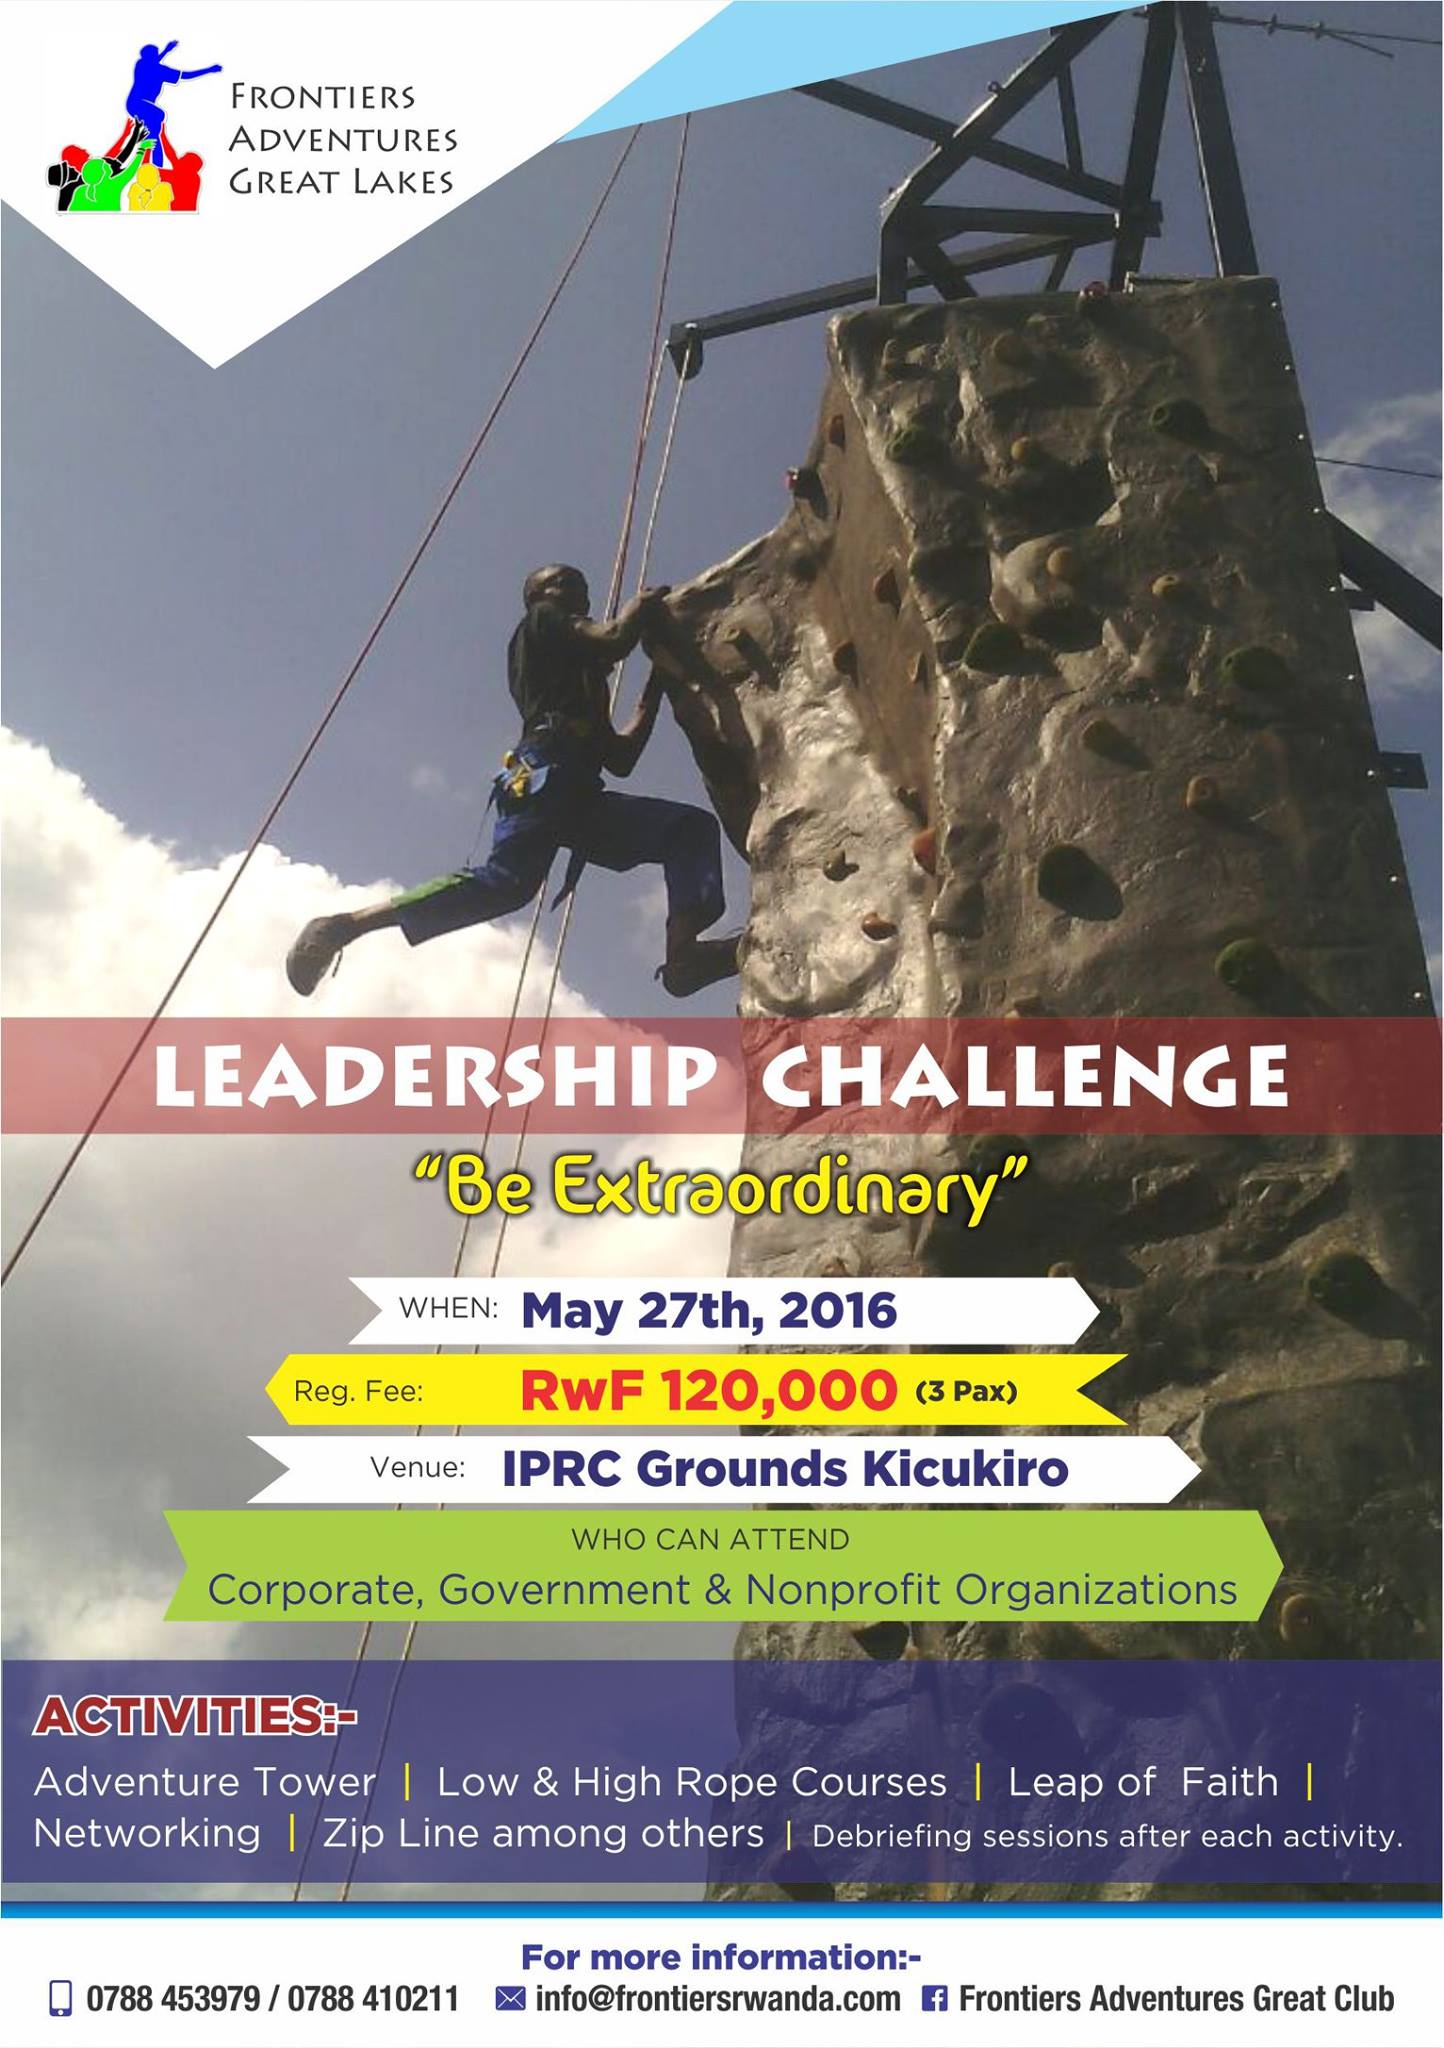 FRONTIERS
ADVENTURES
GREAT LAKES
LEADERSHIP CHALLENGE
“Be Extraordinary”
WHEN: May 27th, 2016
Reg. Fee: RwF 120,000 (3 Pax)
Venue: IPRC Grounds Kicukiro
WHO CAN ATTEND
Corporate, Government & Nonprofit Organizations
ACTIVITIES:-
Adventure Tower | Low & High Rope Courses | Leap of Faith |
Networking | Zip Line among others | Debriefing sessions after each activity.
For more information:-
0788 453979 / 0788 410211 info@frontiersrwanda.com Frontiers Adventures Great Club